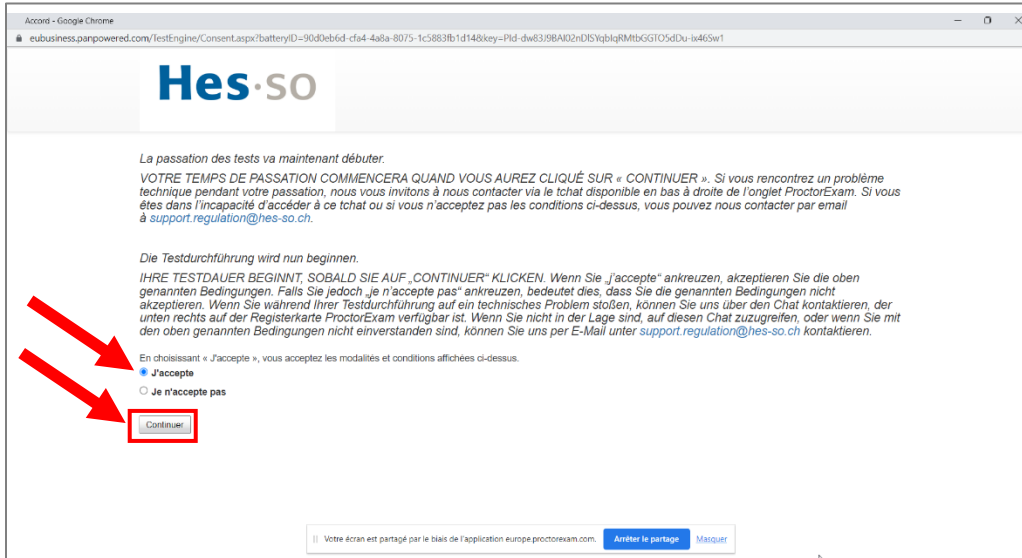 Accord - Google Chrome
eubusiness.panpowered.com/TestEngine/Consent.aspx?batteryID=90d0eb6d-cfa4-4a8a-8075-1c5883fb1d14&key=PId-dw83J9BAl02nDlSYqbIqRMtbGGTO5dDu-ix46Sw1
Hes·so
La passation des tests va maintenant débuter.
VOTRE TEMPS DE PASSATION COMMENCERA QUAND VOUS AUREZ CLIQUÉ SUR « CONTINUER ». Si vous rencontrez un problème
technique pendant votre passation, nous vous invitons à nous contacter via le tchat disponible en bas à droite de l'onglet ProctorExam. Si vous
êtes dans l'incapacité d'accéder à ce tchat ou si vous n'acceptez pas les conditions ci-dessus, vous pouvez nous contacter par email
à support.regulation@hes-so.ch.
Die Testdurchführung wird nun beginnen.
IHRE TESTDAUER BEGINNT, SOBALD SIE AUF „CONTINUER" KLICKEN. Wenn Sie „j'accepte" ankreuzen, akzeptieren Sie die oben
genannten Bedingungen. Falls Sie jedoch „je n'accepte pas" ankreuzen, bedeutet dies, dass Sie die genannten Bedingungen nicht
akzeptieren. Wenn Sie während Ihrer Testdurchführung auf ein technisches Problem stoßen, können Sie uns über den Chat kontaktieren, der
unten rechts auf der Registerkarte ProctorExam verfügbar ist. Wenn Sie nicht in der Lage sind, auf diesen Chat zuzugreifen, oder wenn Sie mit
den oben genannten Bedingungen nicht einverstanden sind, können Sie uns per E-Mail unter support.regulation@hes-so.ch kontaktieren.
En choisissant « J'accepte », vous acceptez les modalités et conditions affichées ci-dessus.
J'accepte
Je n'accepte pas
Continuer
Votre écran est partagé par le biais de l'application europe.proctorexam.com. Arrêter le partage Masquer